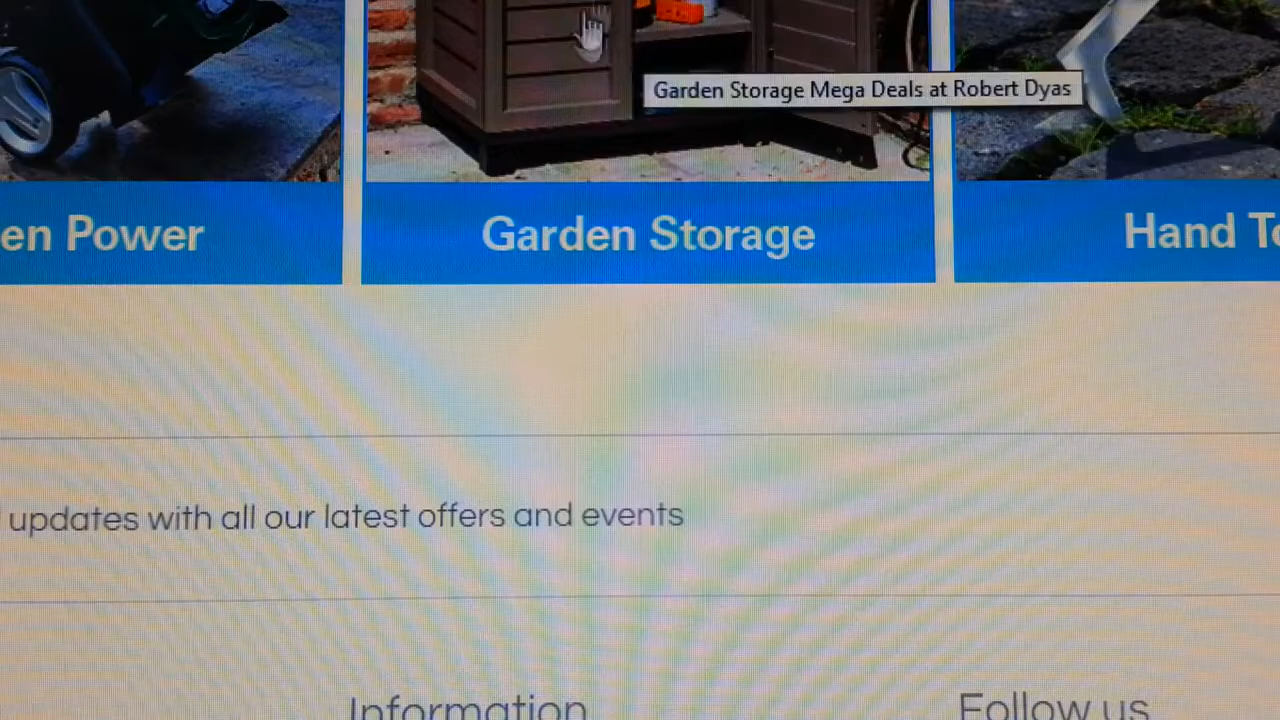 Garden Storage Mega Deals at Robert Dyas
en Power
Garden Storage
Hand To
updates with all our latest offers and events
Information
Follow us